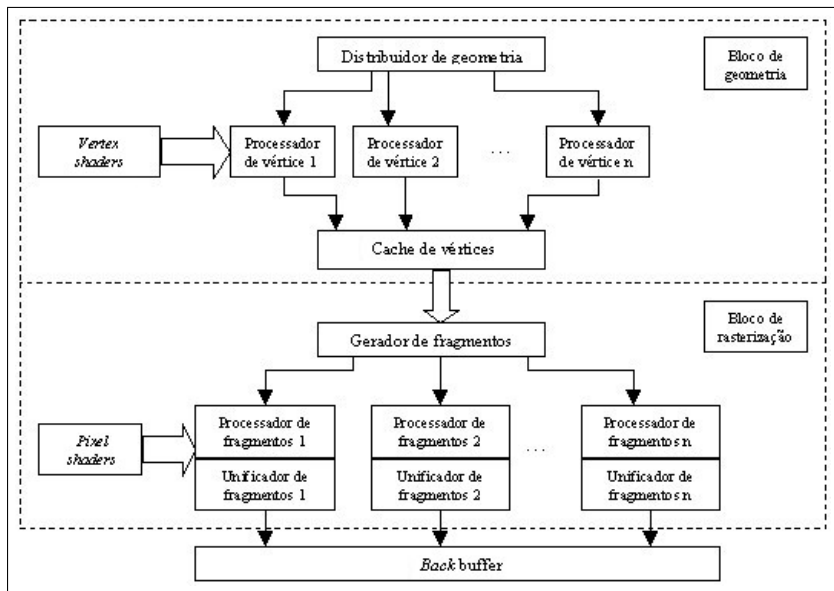 Distribuidor de geometria
Bloco de
geometria
Vertex
shaders
Processador
de vértice 1
Processador
de vértice 2
. . .
Processador
de vértice n
Cache de vértices
Bloco de
rasterização
Gerador de fragmentos
Pixel
shaders
Processador de
fragmentos 1
Processador de
fragmentos 2
. . .
Processador de
fragmentos n
Unificador de
fragmentos 1
Unificador de
fragmentos 2
Unificador de
fragmentos n
Back buffer